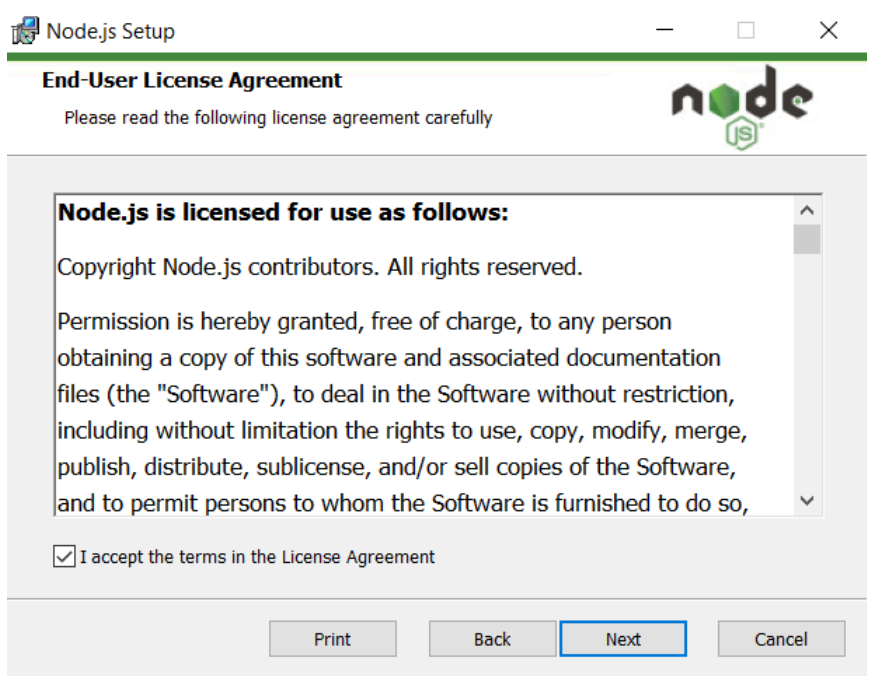 Node.js Setup
End-User License Agreement
Please read the following license agreement carefully
node
JS
Node.js is licensed for use as follows:
Copyright Node.js contributors. All rights reserved.
Permission is hereby granted, free of charge, to any person
obtaining a copy of this software and associated documentation
files (the "Software"), to deal in the Software without restriction,
including without limitation the rights to use, copy, modify, merge,
publish, distribute, sublicense, and/or sell copies of the Software,
and to permit persons to whom the Software is furnished to do so,
I accept the terms in the License Agreement
Print Back Next Cancel